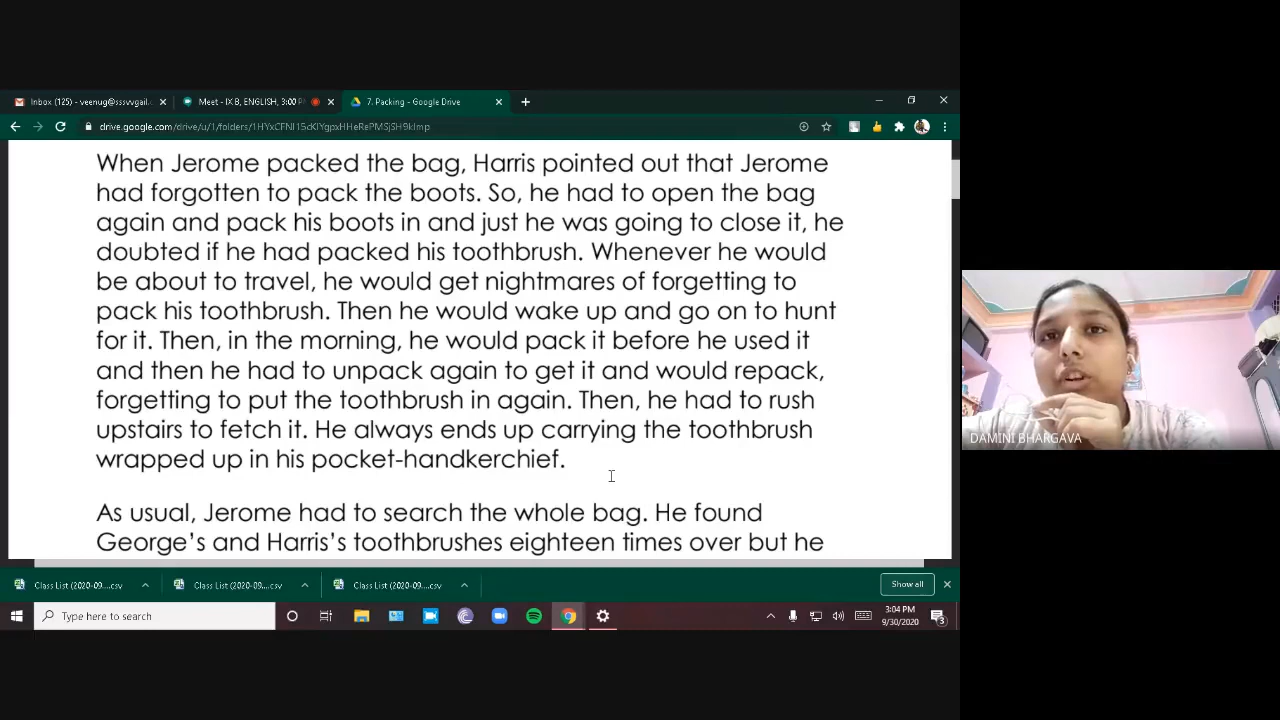 Inbox (125) - veenug@sssvvgail.
Meet - IX B, ENGLISH, 3:00 P
7. Packing - Google Drive
drive.google.com/drive/u/1/folders/1HYxCFNl15cKlYgpxHHeRePMSjSH9kImp
When Jerome packed the bag, Harris pointed out that Jerome
had forgotten to pack the boots. So, he had to open the bag
again and pack his boots in and just he was going to close it, he
doubted if he had packed his toothbrush. Whenever he would
be about to travel, he would get nightmares of forgetting to
pack his toothbrush. Then he would wake up and go on to hunt
for it. Then, in the morning, he would pack it before he used it
and then he had to unpack again to get it and would repack,
forgetting to put the toothbrush in again. Then, he had to rush
upstairs to fetch it. He always ends up carrying the toothbrush
wrapped up in his pocket-handkerchief.
As usual, Jerome had to search the whole bag. He found
George's and Harris's toothbrushes eighteen times over but he
DAMINI BHARGAVA
Class List (2020-09....csv
Class List (2020-09....csv
Class List (2020-09....csv
Show all
Type here to search
3:04 PM
9/30/2020
3